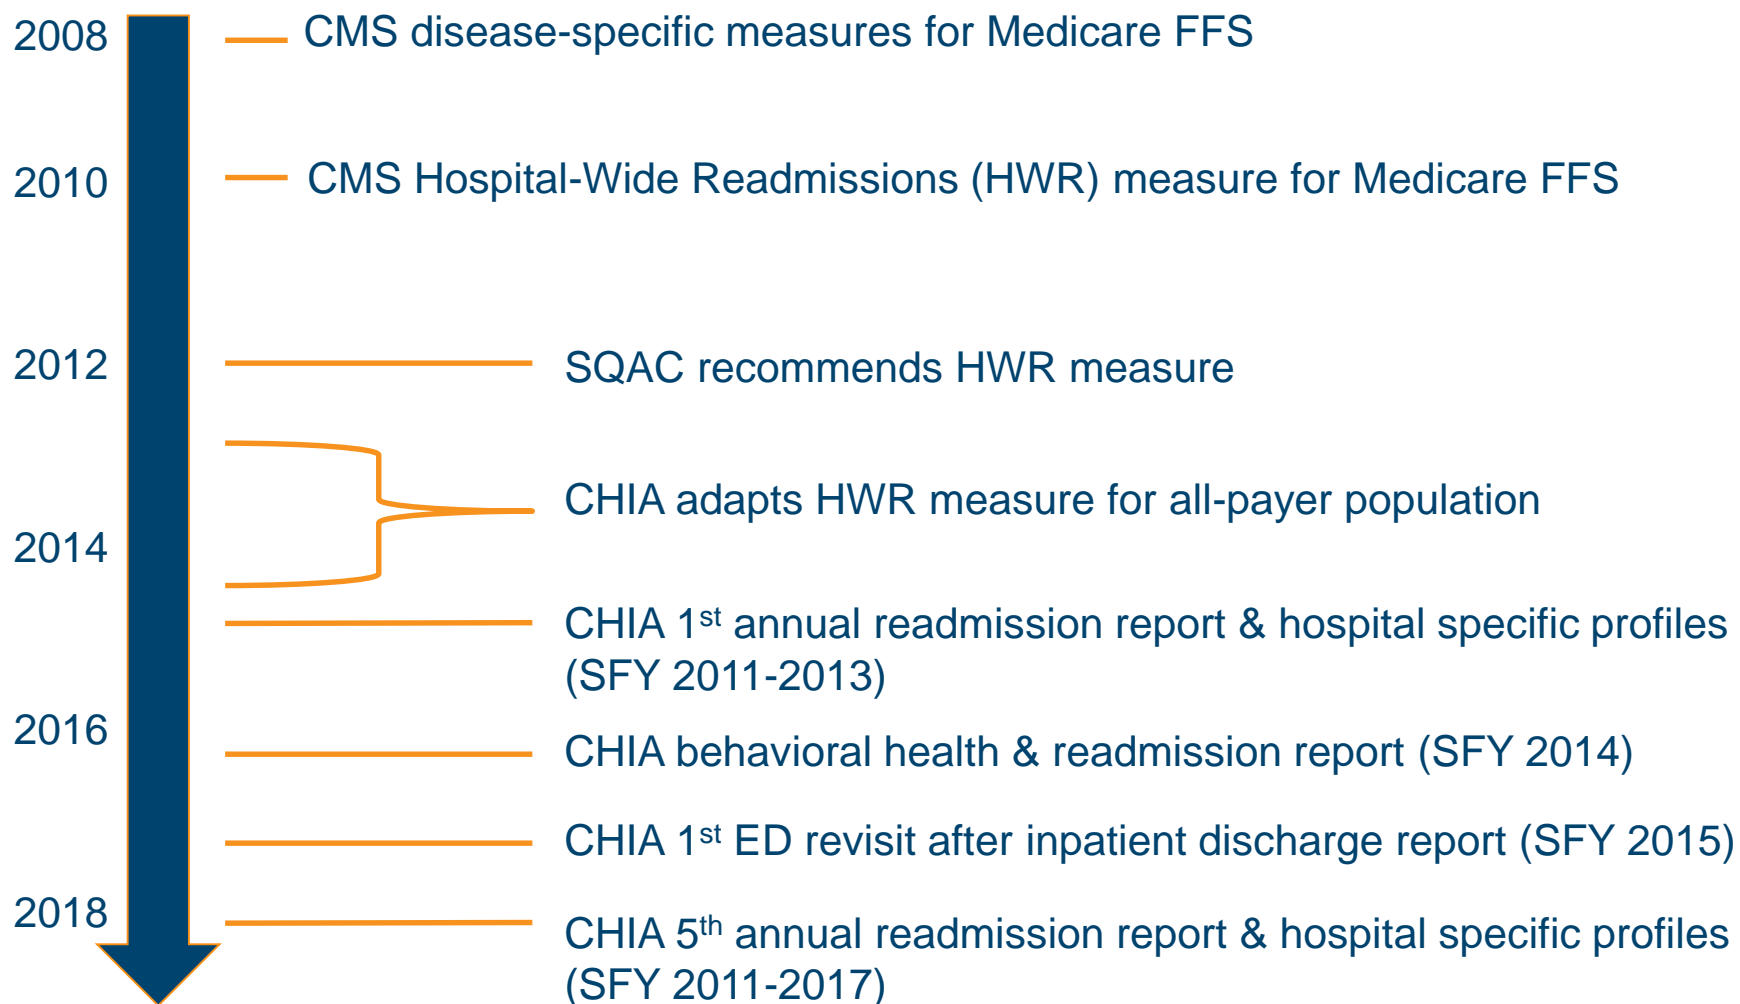 2008
CMS disease-specific measures for Medicare FFS
2010
CMS Hospital-Wide Readmissions (HWR) measure for Medicare FFS
2012
SQAC recommends HWR measure
CHIA adapts HWR measure for all-payer population
2014
CHIA 1st annual readmission report & hospital specific profiles
(SFY 2011-2013)
2016
CHIA behavioral health & readmission report (SFY 2014)
CHIA 1st ED revisit after inpatient discharge report (SFY 2015)
2018
CHIA 5th annual readmission report & hospital specific profiles
(SFY 2011-2017)